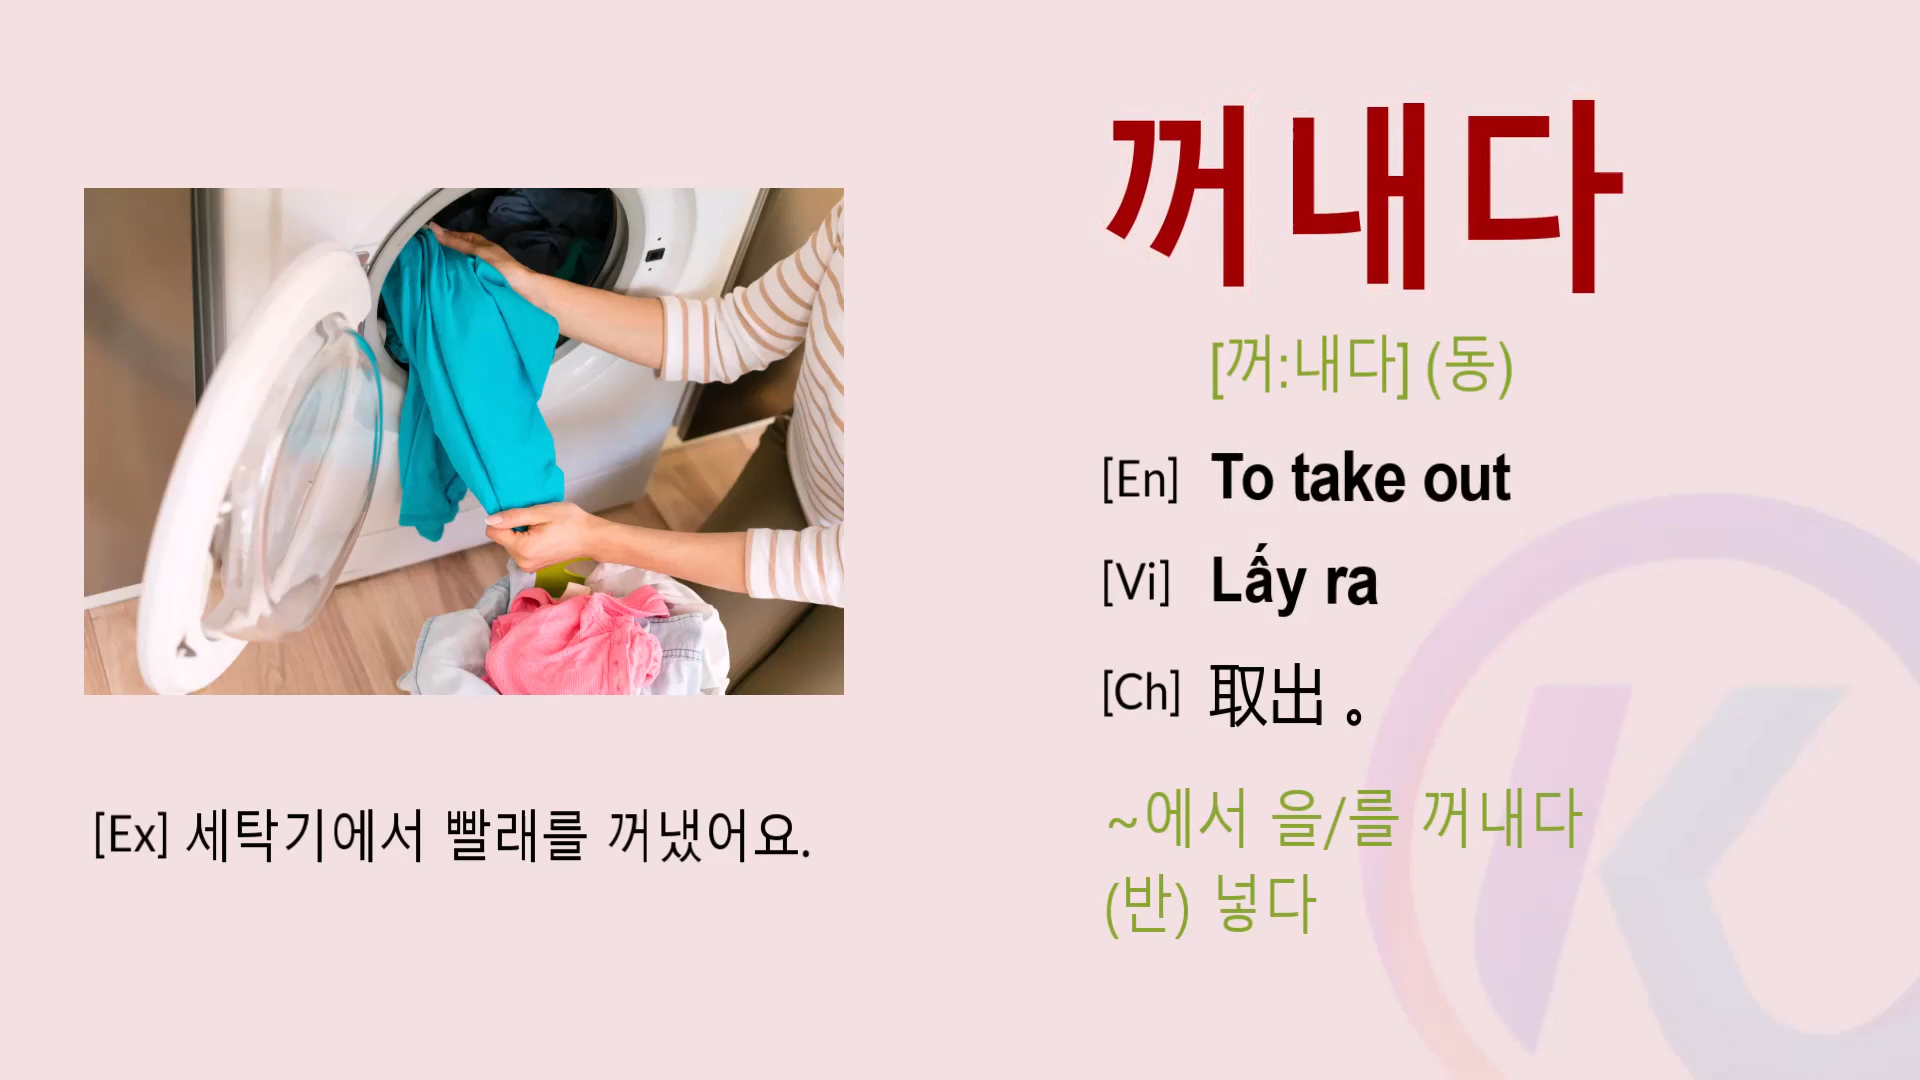 꺼내다
[꺼:내다] (동)
[En] To take out
[Vi] Lấy ra
[Ch] 取出。
~에서 을/를 꺼내다
(반) 넣다
[Ex] 세탁기에서 빨래를 꺼냈어요.